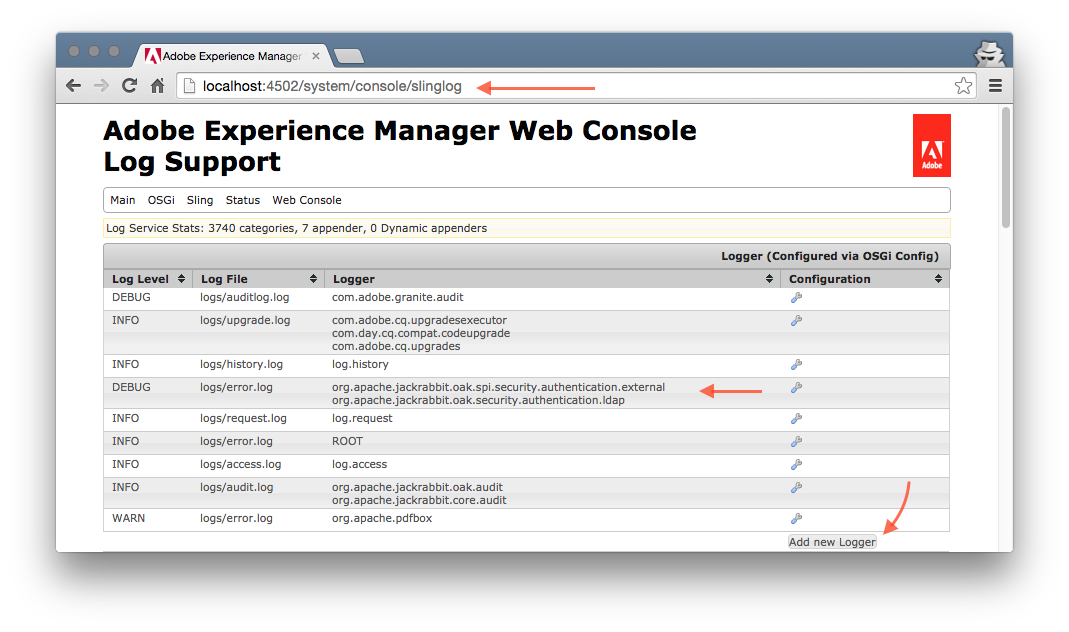 Adobe Experience Manager
localhost:4502/system/console/slinglog
Adobe Experience Manager Web Console
Log Support
Adobe
Main OSGi Sling Status Web Console
Log Service Stats: 3740 categories, 7 appender, 0 Dynamic appenders
Logger (Configured via OSGi Config)
Log Level Log File Logger Configuration
DEBUG logs/auditlog.log com.adobe.granite.audit
INFO logs/upgrade.log com.adobe.cq.upgradesexecutor
com.day.cq.compat.codeupgrade
com.adobe.cq.upgrades
INFO logs/history.log log.history
DEBUG logs/error.log org.apache.jackrabbit.oak.spi.security.authentication.external
org.apache.jackrabbit.oak.security.authentication.ldap
INFO logs/request.log log.request
INFO logs/error.log ROOT
INFO logs/access.log log.access
INFO logs/audit.log org.apache.jackrabbit.oak.audit
org.apache.jackrabbit.core.audit
WARN logs/error.log org.apache.pdfbox
Add new Logger